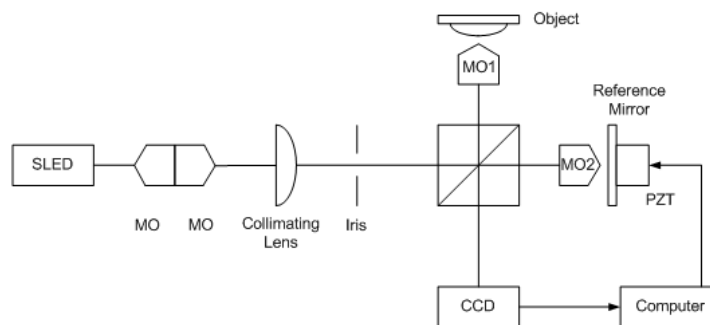 Object
MO1
Reference
Mirror
SLED
MO2
MO
MO
Collimating
Lens
Iris
PZT
CCD
Computer